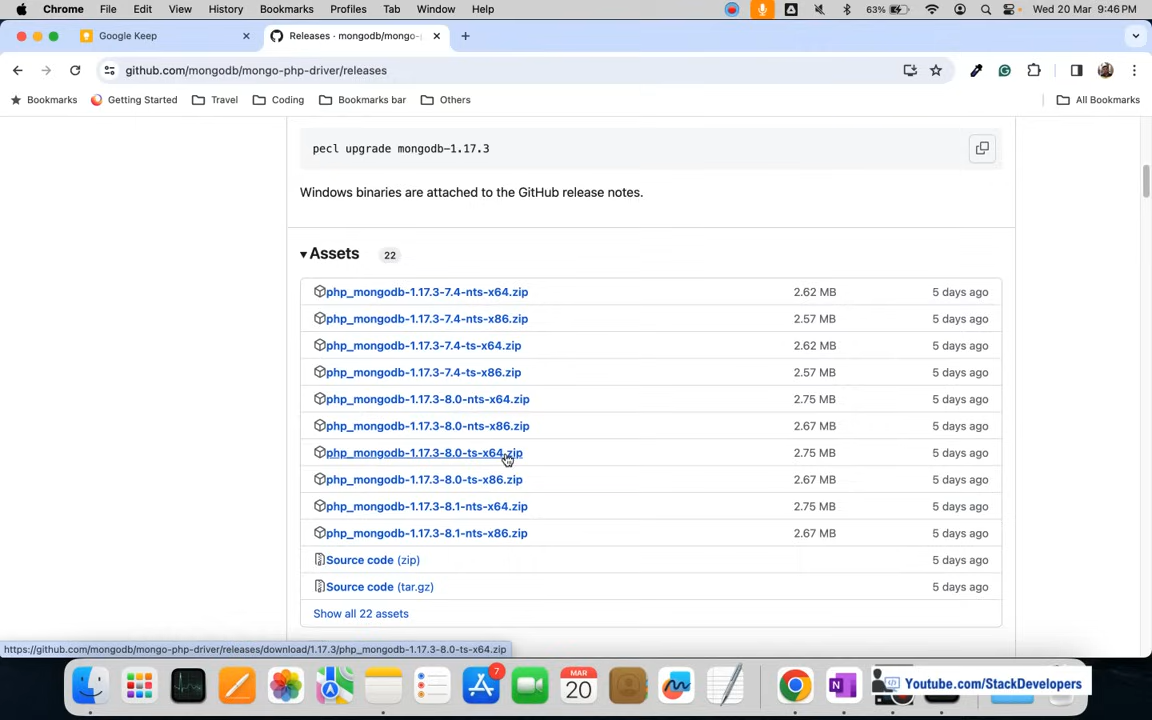 Chrome File Edit View History Bookmarks Profiles Tab Window Help 63% Wed 20 Mar 9:46 PM
Google Keep Releases · mongodb/mongo-p
github.com/mongodb/mongo-php-driver/releases
Bookmarks Getting Started Travel Coding Bookmarks bar Others All Bookmarks
pecl upgrade mongodb-1.17.3
Windows binaries are attached to the GitHub release notes.
Assets 22
php_mongodb-1.17.3-7.4-nts-x64.zip 2.62 MB 5 days ago
php_mongodb-1.17.3-7.4-nts-x86.zip 2.57 MB 5 days ago
php_mongodb-1.17.3-7.4-ts-x64.zip 2.62 MB 5 days ago
php_mongodb-1.17.3-7.4-ts-x86.zip 2.57 MB 5 days ago
php_mongodb-1.17.3-8.0-nts-x64.zip 2.75 MB 5 days ago
php_mongodb-1.17.3-8.0-nts-x86.zip 2.67 MB 5 days ago
php_mongodb-1.17.3-8.0-ts-x64.zip 2.75 MB 5 days ago
php_mongodb-1.17.3-8.0-ts-x86.zip 2.67 MB 5 days ago
php_mongodb-1.17.3-8.1-nts-x64.zip 2.75 MB 5 days ago
php_mongodb-1.17.3-8.1-nts-x86.zip 2.67 MB 5 days ago
Source code (zip) 5 days ago
Source code (tar.gz) 5 days ago
Show all 22 assets
https://github.com/mongodb/mongo-php-driver/releases/download/1.17.3/php_mongodb-1.17.3-8.0-ts-x64.zip
MAR
20
7
N
Youtube.com/StackDevelopers